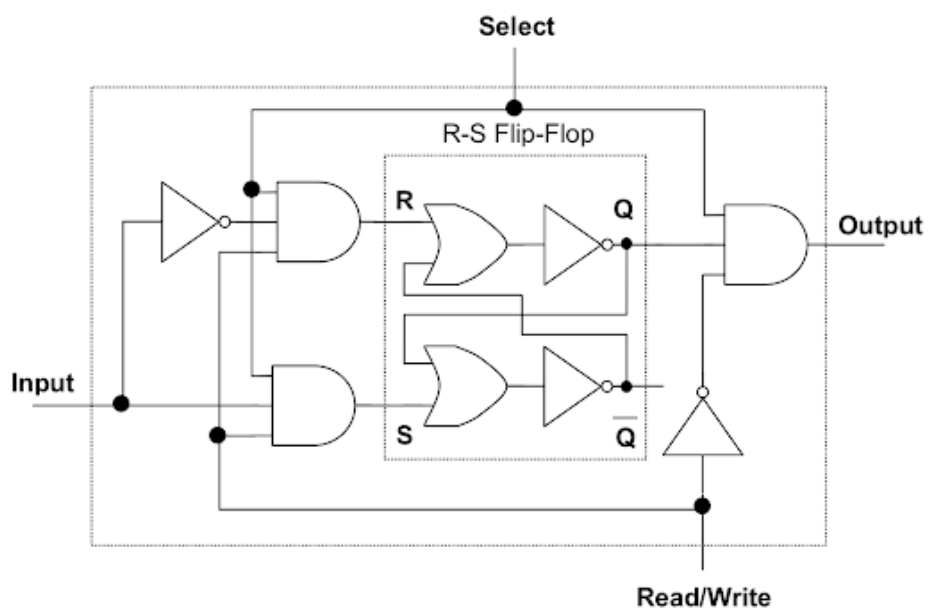 Select
R-S Flip-Flop
R
Q
Output
Input
S
Q̅
Read/Write